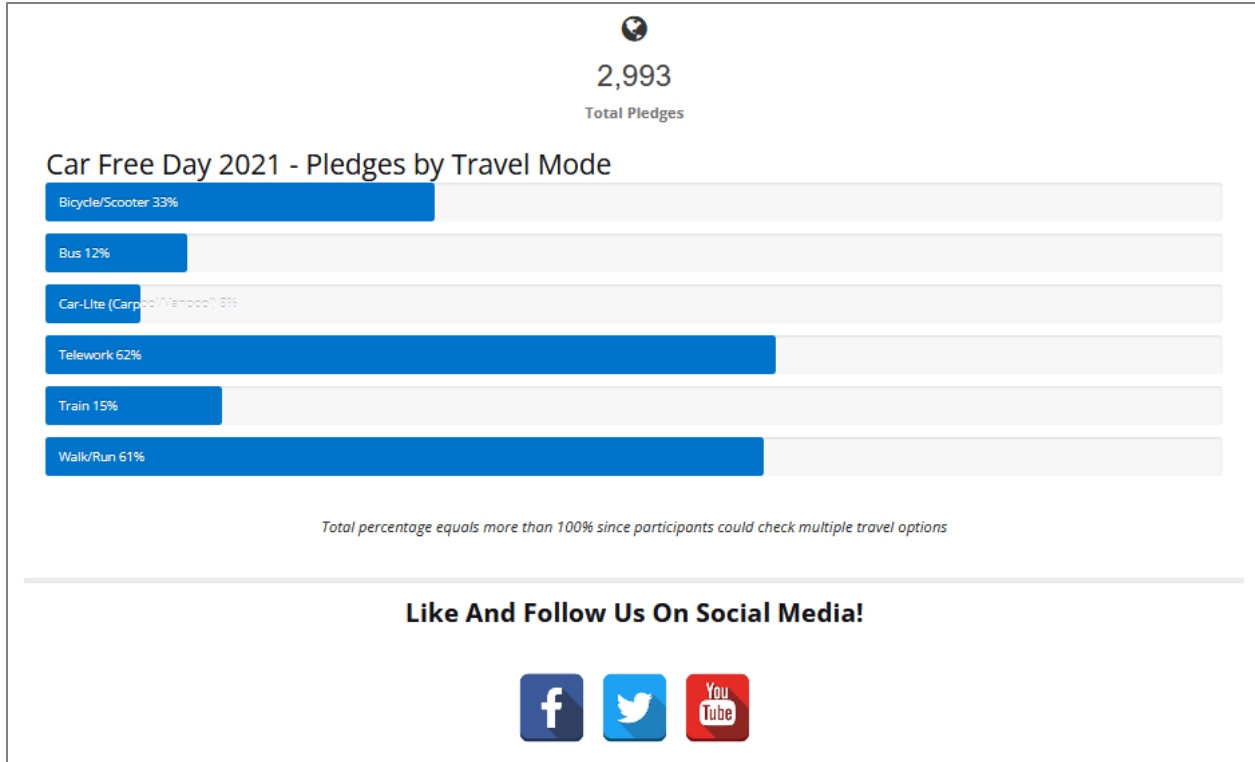 2,993
Total Pledges
Car Free Day 2021 - Pledges by Travel Mode
Bicycle/Scooter 33%
Bus 12%
Car-Lite (Carpool/Vanpool)
Telework 62%
Train 15%
Walk/Run 61%
Total percentage equals more than 100% since participants could check multiple travel options
Like And Follow Us On Social Media!
f
You
Tube